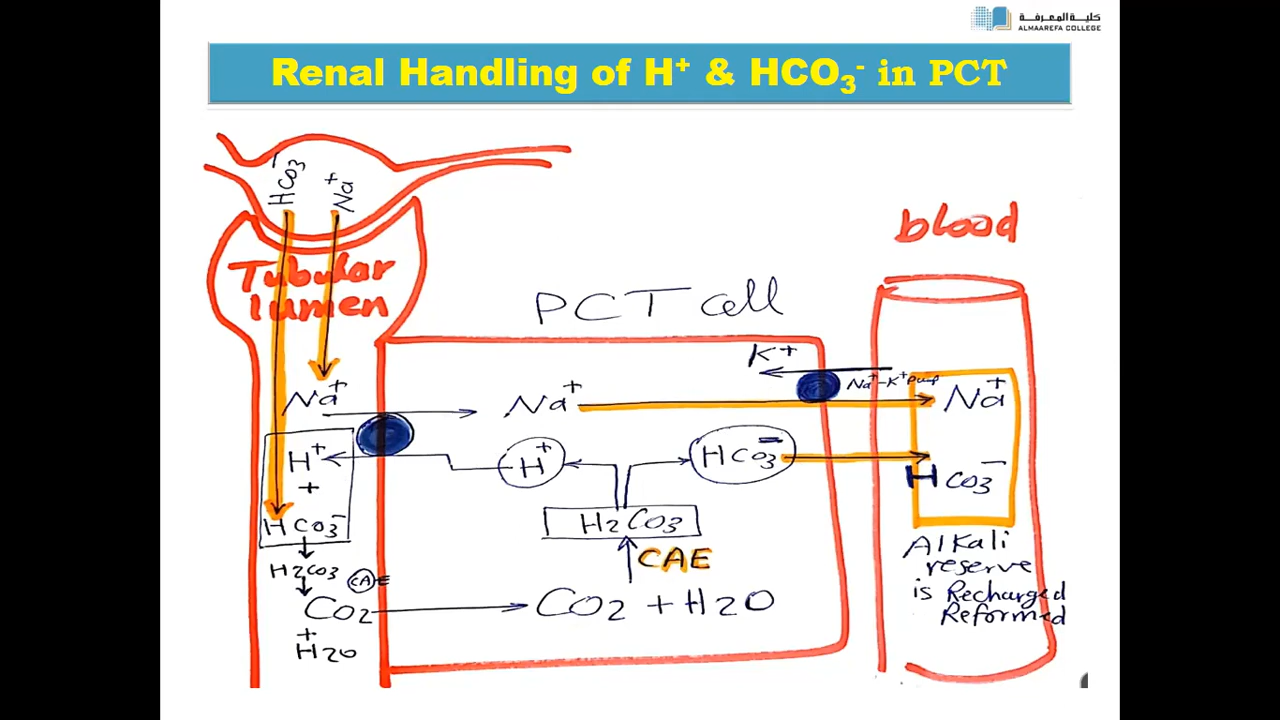 كلية المعرفة
ALMAAREFA COLLEGE
Renal Handling of H⁺ & HCO₃⁻ in PCT
HCO3⁻ Na⁺
blood
Tubular
lumen
PCT cell
K⁺
Na⁺-K⁺ Pump
Na⁺ Na⁺ Na⁺
H⁺ H⁺ HCO3⁻ HCO3⁻
+
HCO3⁻ H2CO3
H2CO3 CAE
CAE
CO2 CO2 + H2O
+
H2O
Alkali
reserve
is Recharged
Reformed